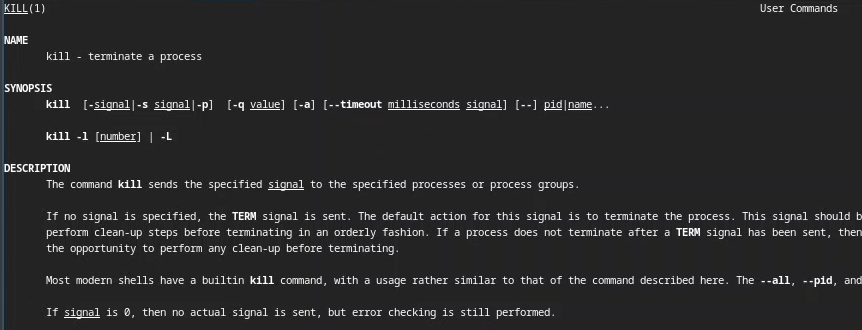 KILL(1) User Commands
NAME
kill - terminate a process
SYNOPSIS
kill [-signal|-s signal|-p] [-q value] [-a] [--timeout milliseconds signal] [--] pid|name...
kill -l [number] | -L
DESCRIPTION
The command kill sends the specified signal to the specified processes or process groups.
If no signal is specified, the TERM signal is sent. The default action for this signal is to terminate the process. This signal should b
perform clean-up steps before terminating in an orderly fashion. If a process does not terminate after a TERM signal has been sent, then
the opportunity to perform any clean-up before terminating.
Most modern shells have a builtin kill command, with a usage rather similar to that of the command described here. The --all, --pid, and
If signal is 0, then no actual signal is sent, but error checking is still performed.